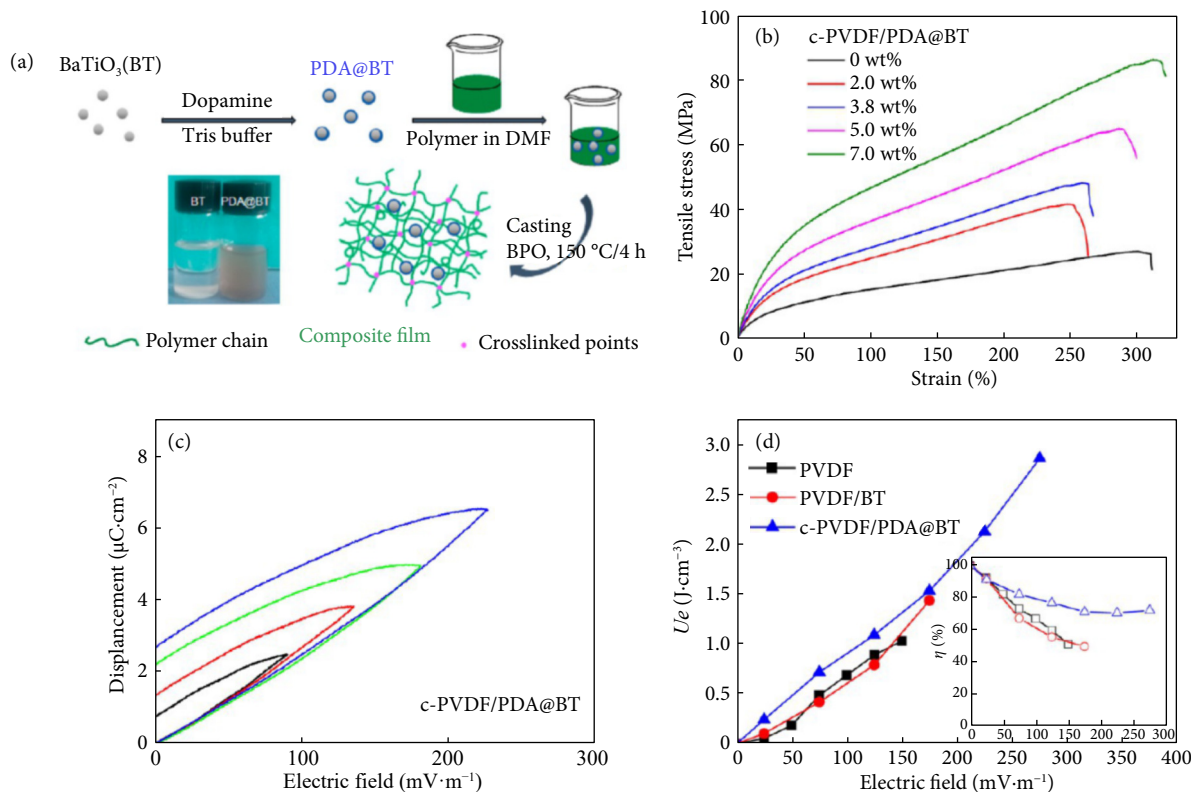 (a)
BaTiO₃(BT)
Dopamine
Tris buffer
PDA@BT
Polymer in DMF
BT
PDA@BT
Casting
BPO, 150 °C/4 h
Polymer chain
Composite film
Crosslinked points
(b)
c-PVDF/PDA@BT
0 wt%
2.0 wt%
3.8 wt%
5.0 wt%
7.0 wt%
Tensile stress (MPa)
100
80
60
40
20
0
0 50 100 150 200 250 300
Strain (%)
(c)
Displancement (μC·cm⁻²)
8
6
4
2
0
0 100 200 300
c-PVDF/PDA@BT
Electric field (mV·m⁻¹)
(d)
PVDF
PVDF/BT
c-PVDF/PDA@BT
Ue (J·cm⁻³)
3.0
2.5
2.0
1.5
1.0
0.5
0
0 50 100 150 200 250 300 350 400
Electric field (mV·m⁻¹)
η (%)
100
80
60
40
20
0
0 50 100 150 200 250 300